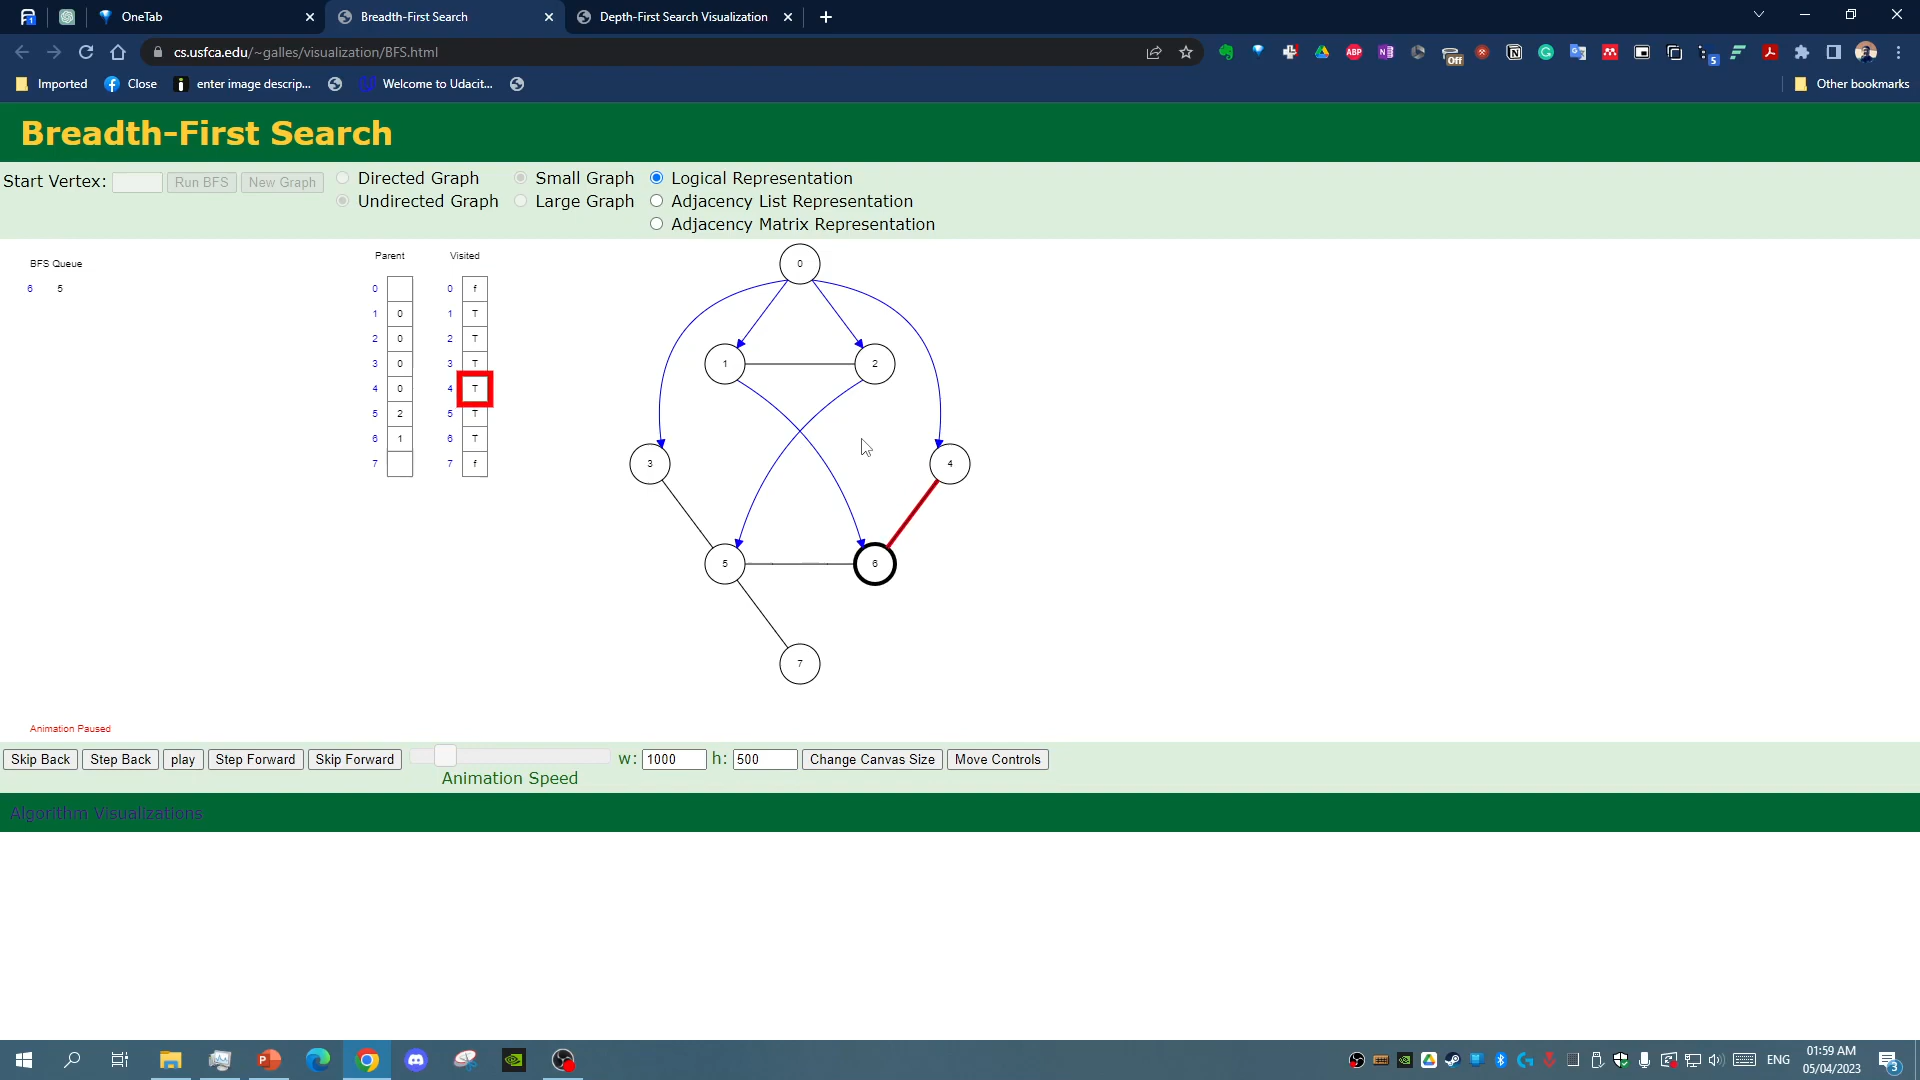 OneTab
Breadth-First Search
Depth-First Search Visualization
cs.usfca.edu/~galles/visualization/BFS.html
ABP
N
Off
5
Imported
Close
enter image descrip...
Welcome to Udacit...
Other bookmarks
Breadth-First Search
Start Vertex:
Run BFS
New Graph
Directed Graph
Small Graph
Logical Representation
Undirected Graph
Large Graph
Adjacency List Representation
Adjacency Matrix Representation
BFS Queue
6 5
Parent Visited
0 0 f
1 0 1 T
2 0 2 T
3 0 3 T
4 0 4 T
5 2 5 T
6 1 6 T
7 7 f
0
1 2
3 4
5 6
7
Animation Paused
Skip Back
Step Back
play
Step Forward
Skip Forward
w: 1000 h: 500
Change Canvas Size
Move Controls
Animation Speed
Algorithm Visualizations
ENG
01:59 AM
05/04/2023
3